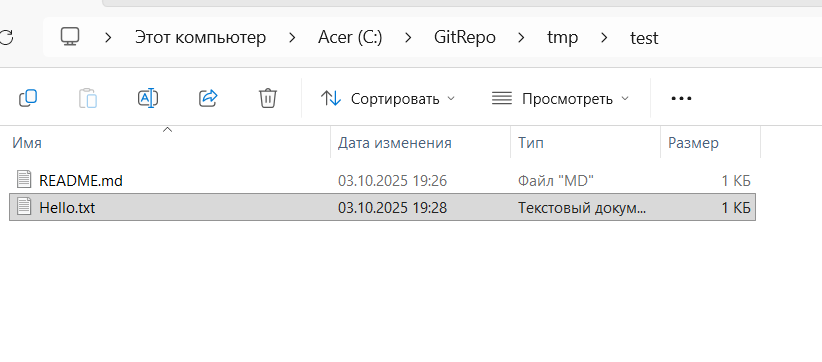 Этот компьютер > Acer (C:) > GitRepo > tmp > test
Сортировать Просмотреть
Имя Дата изменения Тип Размер
README.md 03.10.2025 19:26 Файл "MD" 1 КБ
Hello.txt 03.10.2025 19:28 Текстовый докум... 1 КБ